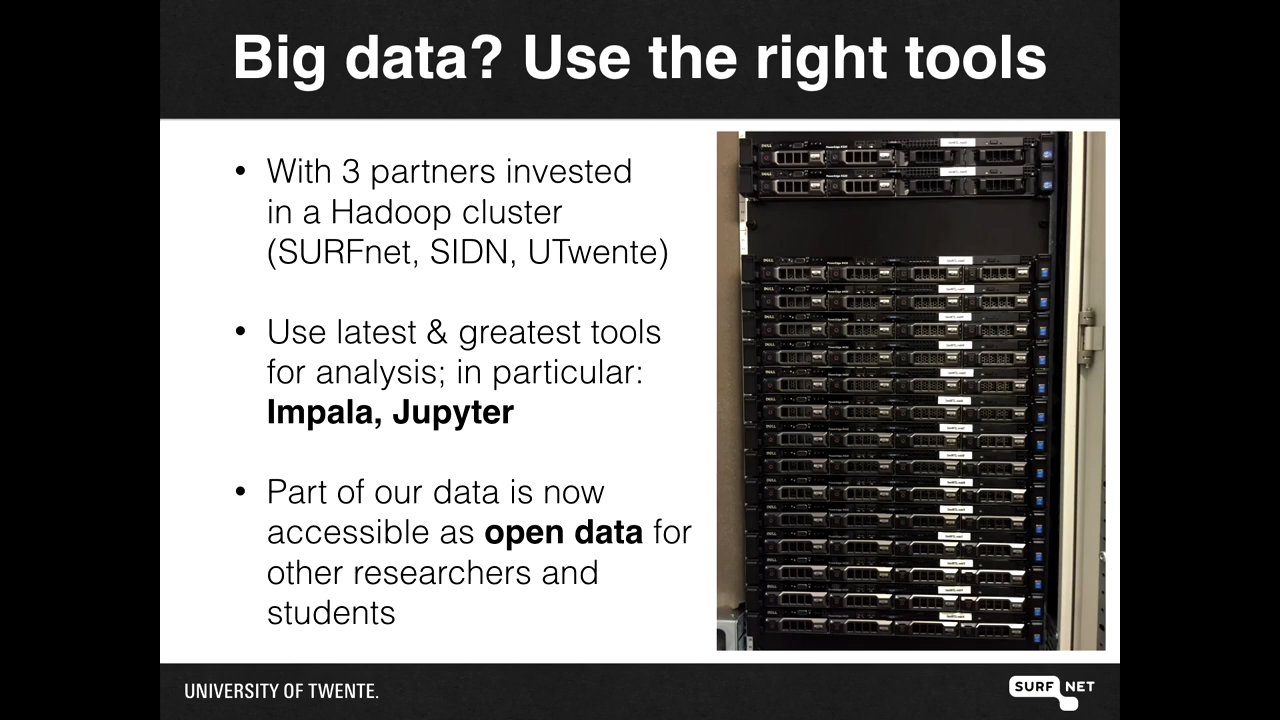 Big data? Use the right tools
• With 3 partners invested
in a Hadoop cluster
(SURFnet, SIDN, UTwente)
• Use latest & greatest tools
for analysis; in particular:
Impala, Jupyter
• Part of our data is now
accessible as open data for
other researchers and
students
UNIVERSITY OF TWENTE.
SURF NET